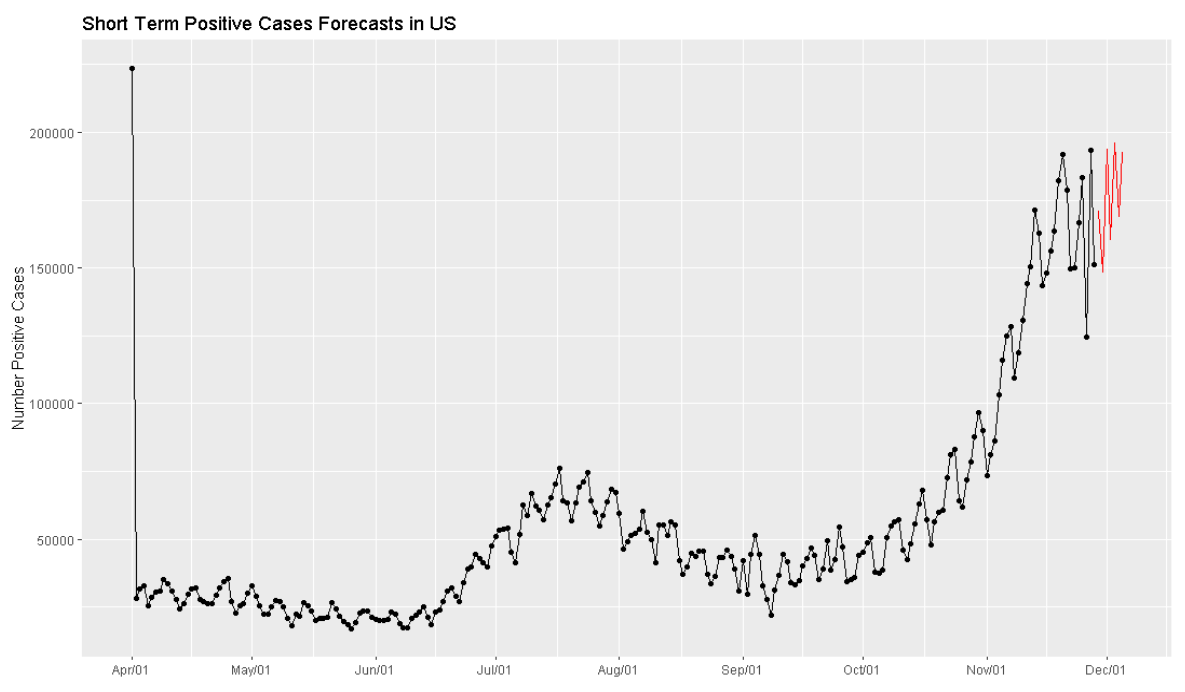 Short Term Positive Cases Forecasts in US
Number Positive Cases
200000
150000
100000
50000
Apr/01 May/01 Jun/01 Jul/01 Aug/01 Sep/01 Oct/01 Nov/01 Dec/01